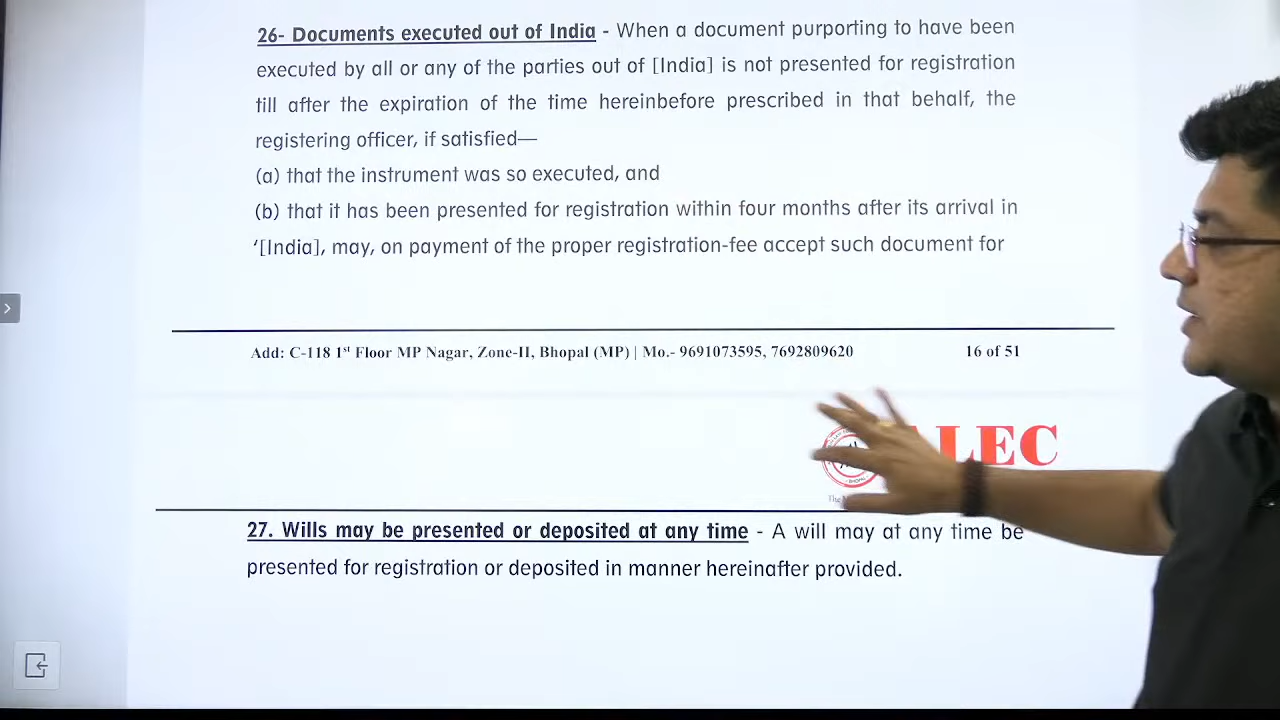 26- Documents executed out of India - When a document purporting to have been
executed by all or any of the parties out of [India] is not presented for registration
till after the expiration of the time hereinbefore prescribed in that behalf, the
registering officer, if satisfied—
(a) that the instrument was so executed, and
(b) that it has been presented for registration within four months after its arrival in
‘[India], may, on payment of the proper registration-fee accept such document for
Add: C-118 1st Floor MP Nagar, Zone-II, Bhopal (MP) | Mo.- 9691073595, 7692809620
16 of 51
LEC
27. Wills may be presented or deposited at any time - A will may at any time be
presented for registration or deposited in manner hereinafter provided.